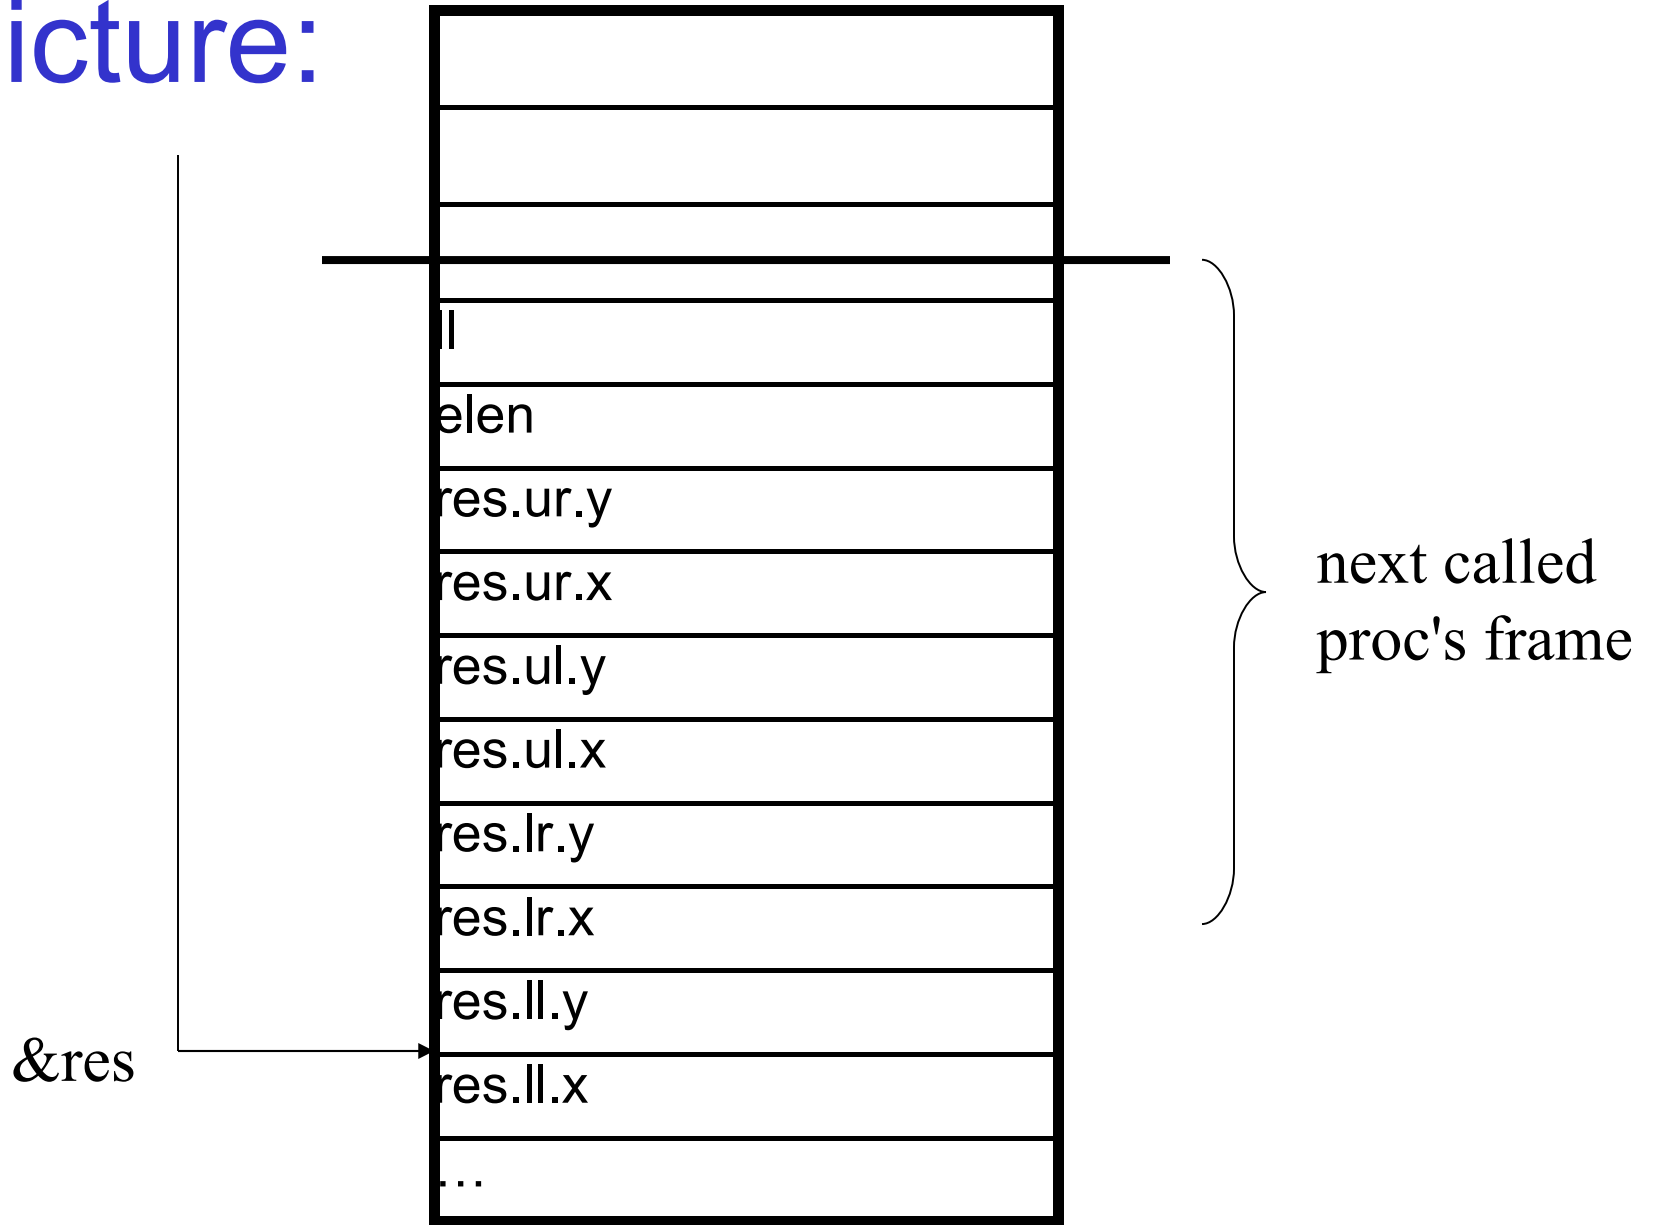 icture:
ll
elen
res.ur.y
res.ur.x
res.ul.y
res.ul.x
res.lr.y
res.lr.x
res.ll.y
res.ll.x
…
&res
next called
proc's frame